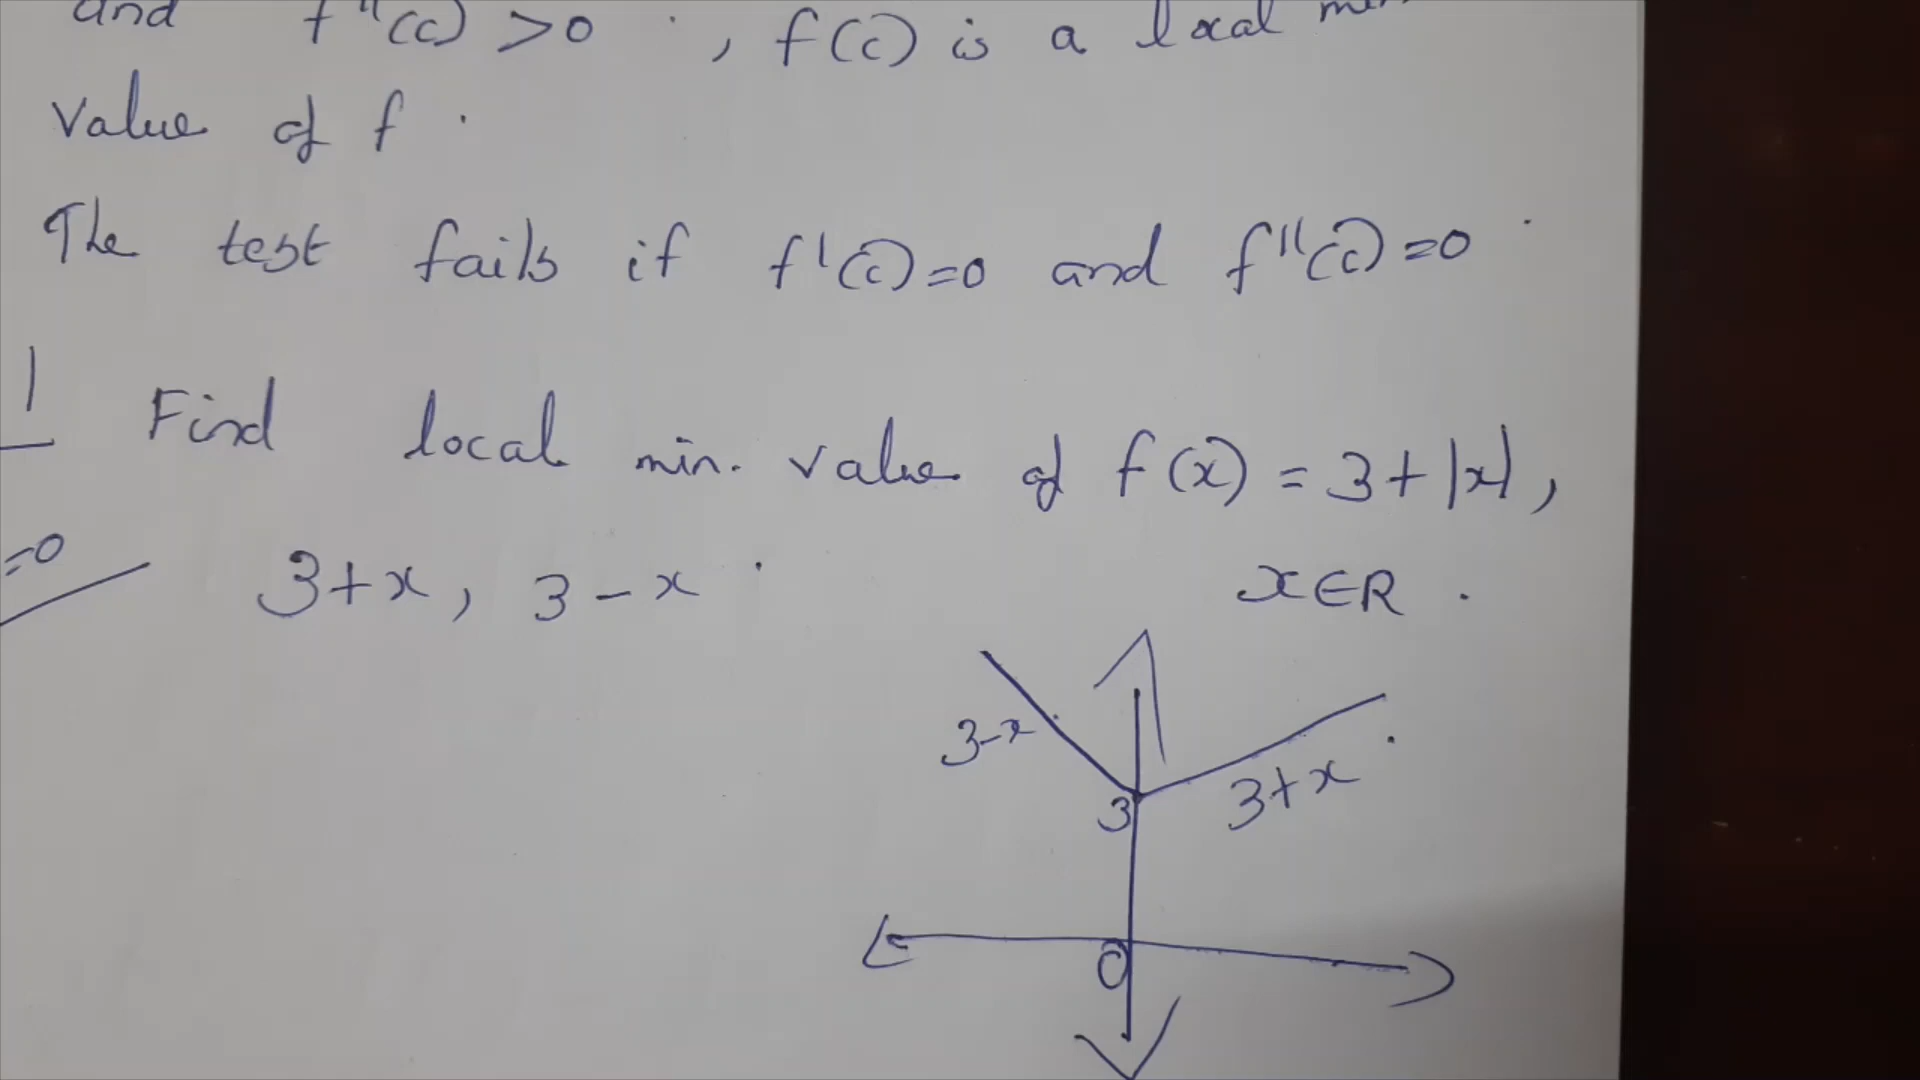 and f''(c) >0 , f(c) is a local
value of f.
The test fails if f'(c)=0 and f''(c)=0
1 Find local min. value of f(x) = 3+|x|,
=0 3+x, 3-x x∈R.
3-x
3+x
3
0